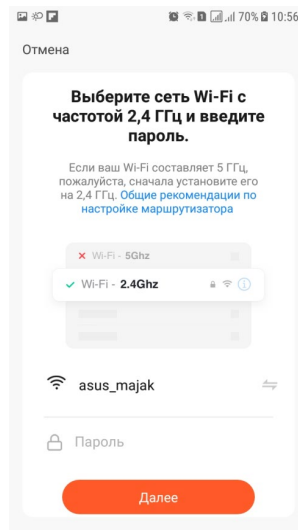 70% 10:56
Отмена
Выберите сеть Wi-Fi с
частотой 2,4 ГГц и введите
пароль.
Если ваш Wi-Fi составляет 5 ГГц,
пожалуйста, сначала установите его
на 2,4 ГГц. Общие рекомендации по
настройке маршрутизатора
Wi-Fi - 5Ghz
Wi-Fi - 2.4Ghz
asus_majak
Пароль
Далее